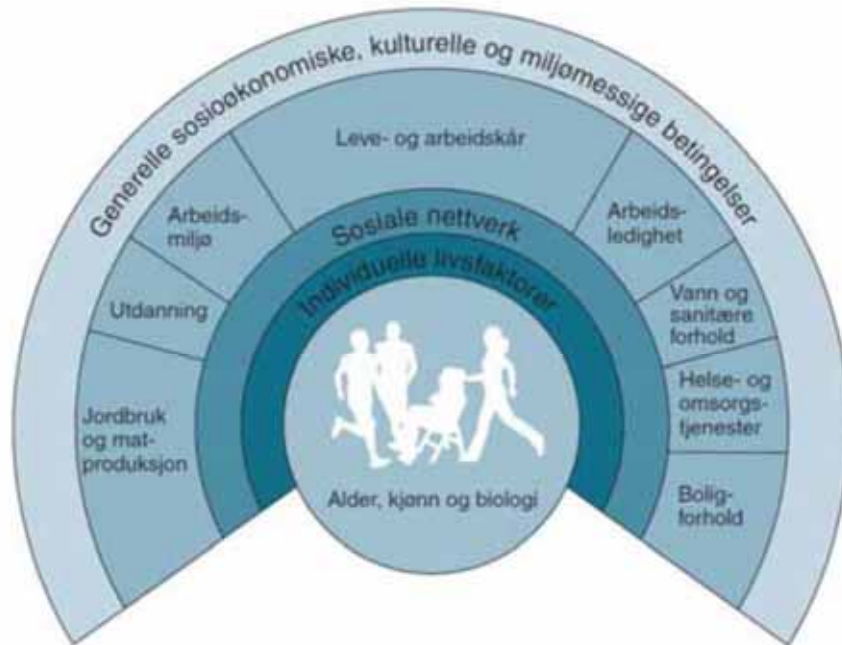 Generelle sosioøkonomiske, kulturelle og miljømessige betingelser
Leve- og arbeidskår
Arbeids-
miljø
Utdanning
Jordbruk
og mat-
produksjon
Arbeids-
ledighet
Vann og
sanitære
forhold
Helse- og
omsorgs-
tjenester
Bolig-
forhold
Sosiale nettverk
Individuelle livsfaktorer
Alder, kjønn og biologi